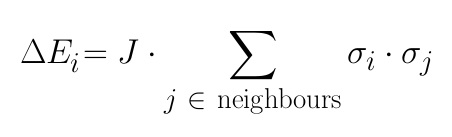 ΔE_i = J · ∑_{j ∈ neighbours} σ_i · σ_j